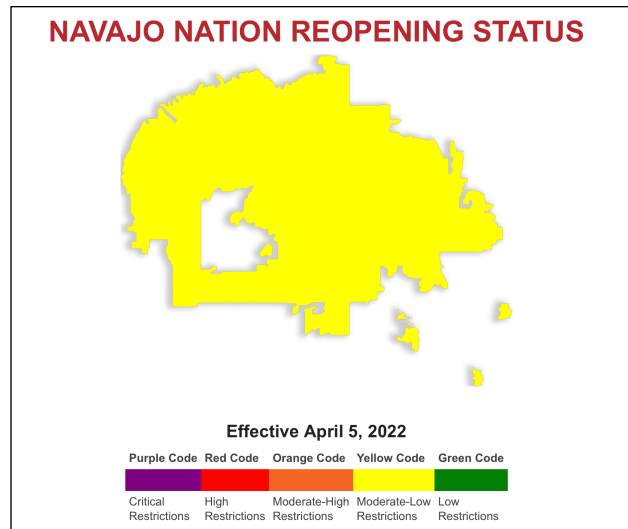 NAVAJO NATION REOPENING STATUS
Effective April 5, 2022
Purple Code Red Code Orange Code Yellow Code Green Code
Critical High Moderate-High Moderate-Low Low
Restrictions Restrictions Restrictions Restrictions Restrictions